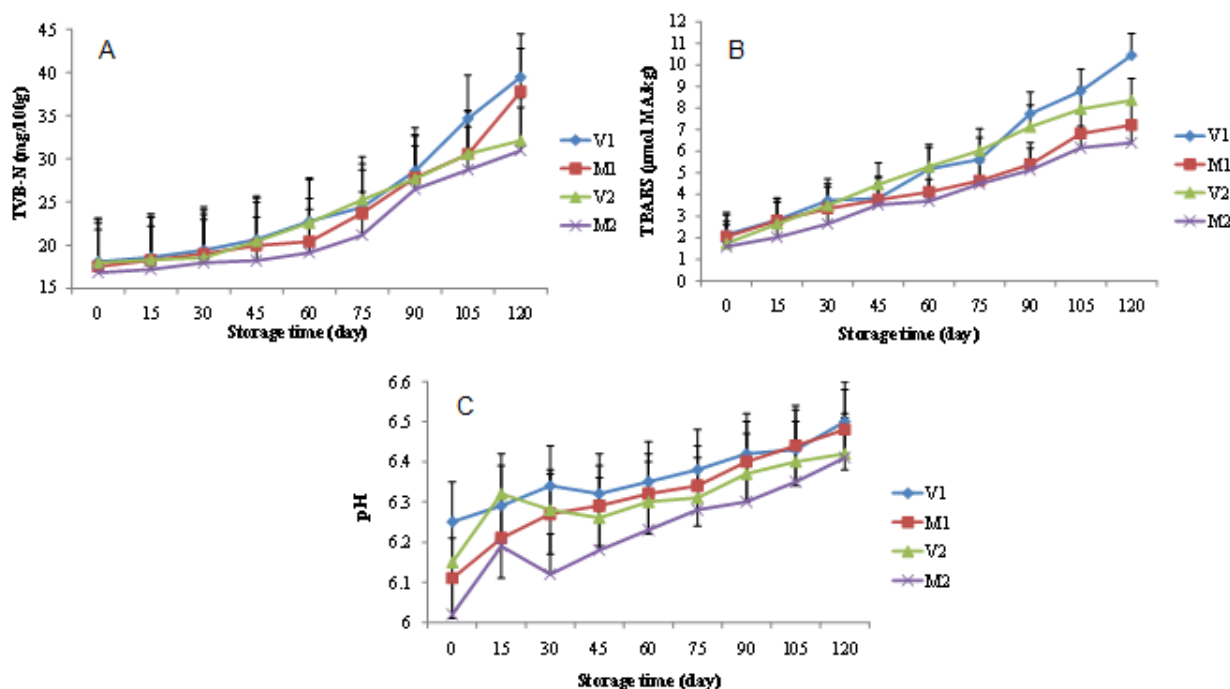 A
TVB-N (mg/100g)
45
40
35
30
25
20
15
0 15 30 45 60 75 90 105 120
Storage time (day)
V1
M1
V2
M2
B
TBARS (µmol MA/kg)
12
11
10
9
8
7
6
5
4
3
2
1
0
0 15 30 45 60 75 90 105 120
Storage time (day)
V1
M1
V2
M2
C
pH
6.6
6.5
6.4
6.3
6.2
6.1
6
0 15 30 45 60 75 90 105 120
Storage time (day)
V1
M1
V2
M2